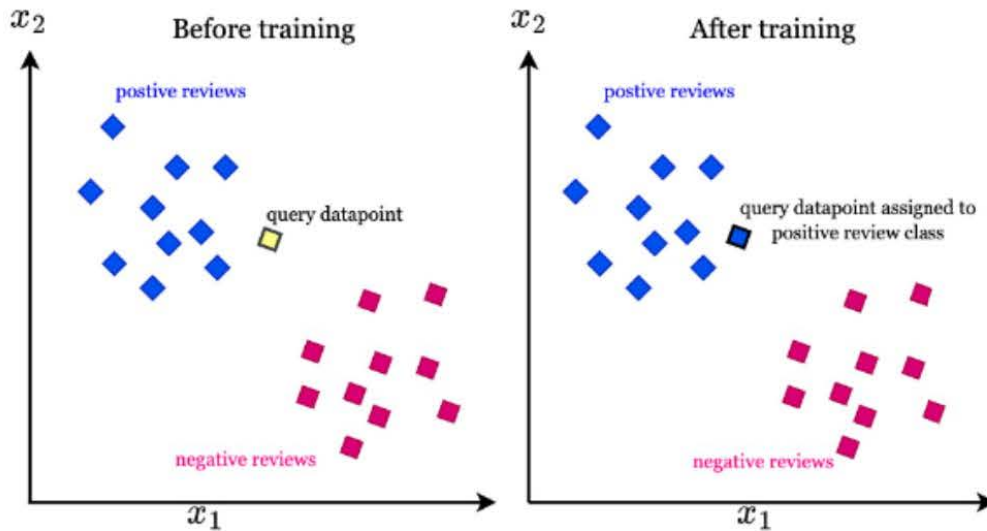 x₂
Before training
postive reviews
query datapoint
negative reviews
x₁
x₂
After training
postive reviews
query datapoint assigned to
positive review class
negative reviews
x₁